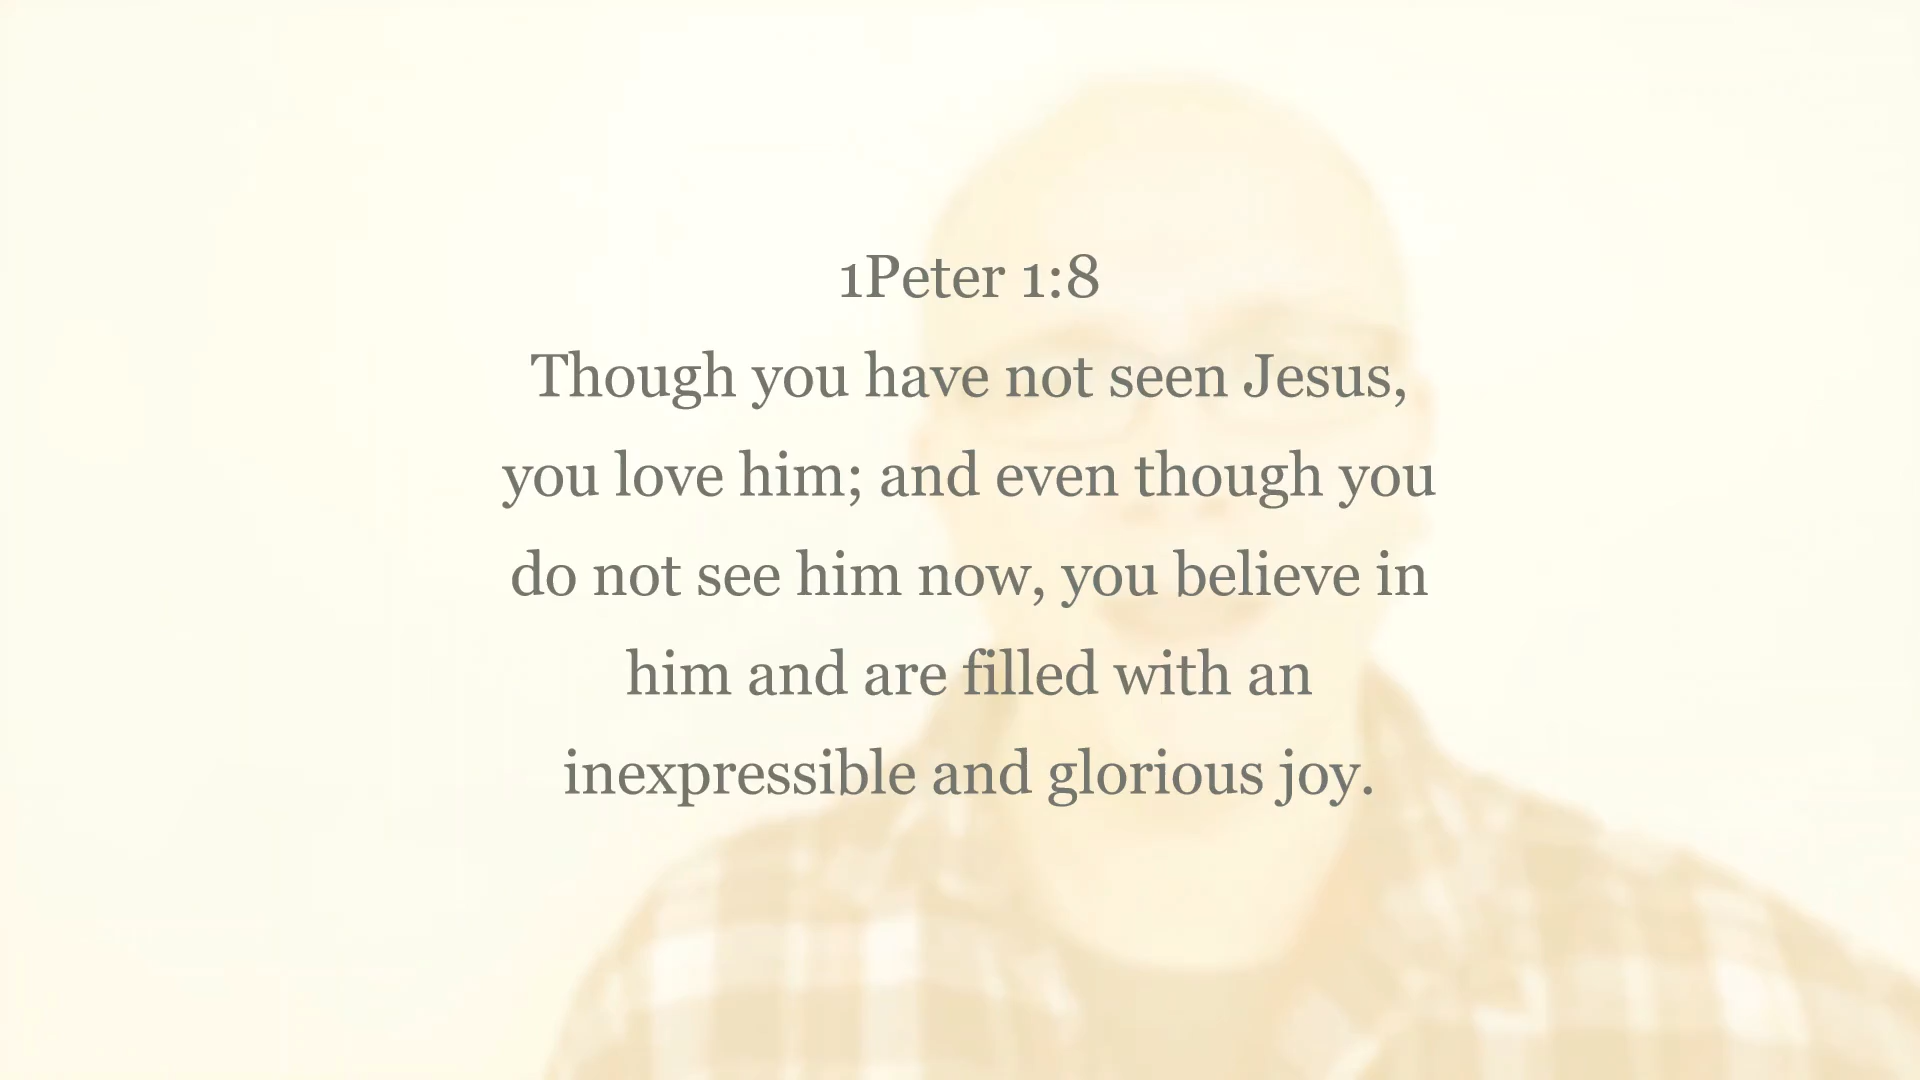 1Peter 1:8
Though you have not seen Jesus,
you love him; and even though you
do not see him now, you believe in
him and are filled with an
inexpressible and glorious joy.